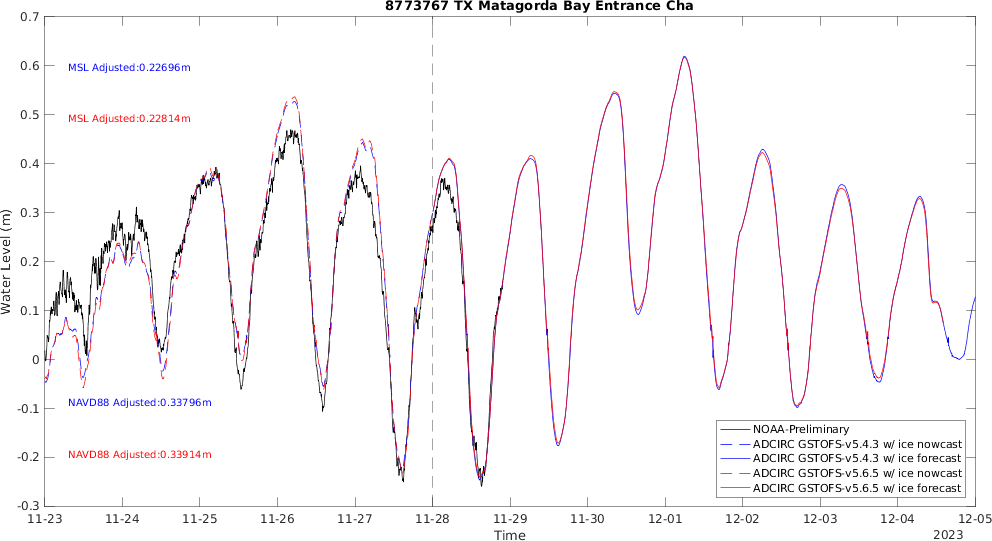 8773767 TX Matagorda Bay Entrance Cha
0.7
0.6
0.5
0.4
0.3
0.2
0.1
0
-0.1
-0.2
-0.3
Water Level (m)
MSL Adjusted:0.22696m
MSL Adjusted:0.22814m
NAVD88 Adjusted:0.33796m
NAVD88 Adjusted:0.33914m
NOAA-Preliminary
ADCIRC GSTOFS-v5.4.3 w/ ice nowcast
ADCIRC GSTOFS-v5.4.3 w/ ice forecast
ADCIRC GSTOFS-v5.6.5 w/ ice nowcast
ADCIRC GSTOFS-v5.6.5 w/ ice forecast
11-23 11-24 11-25 11-26 11-27 11-28 11-29 11-30 12-01 12-02 12-03 12-04 12-05
Time
2023